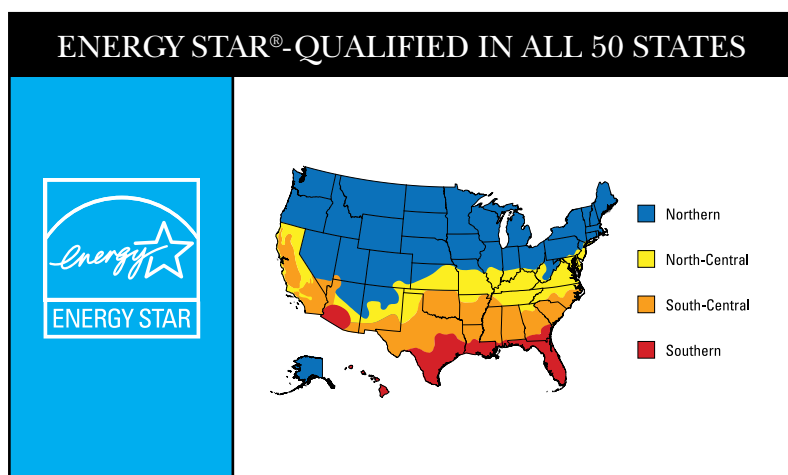 ENERGY STAR®-QUALIFIED IN ALL 50 STATES
energy
ENERGY STAR
Northern
North-Central
South-Central
Southern